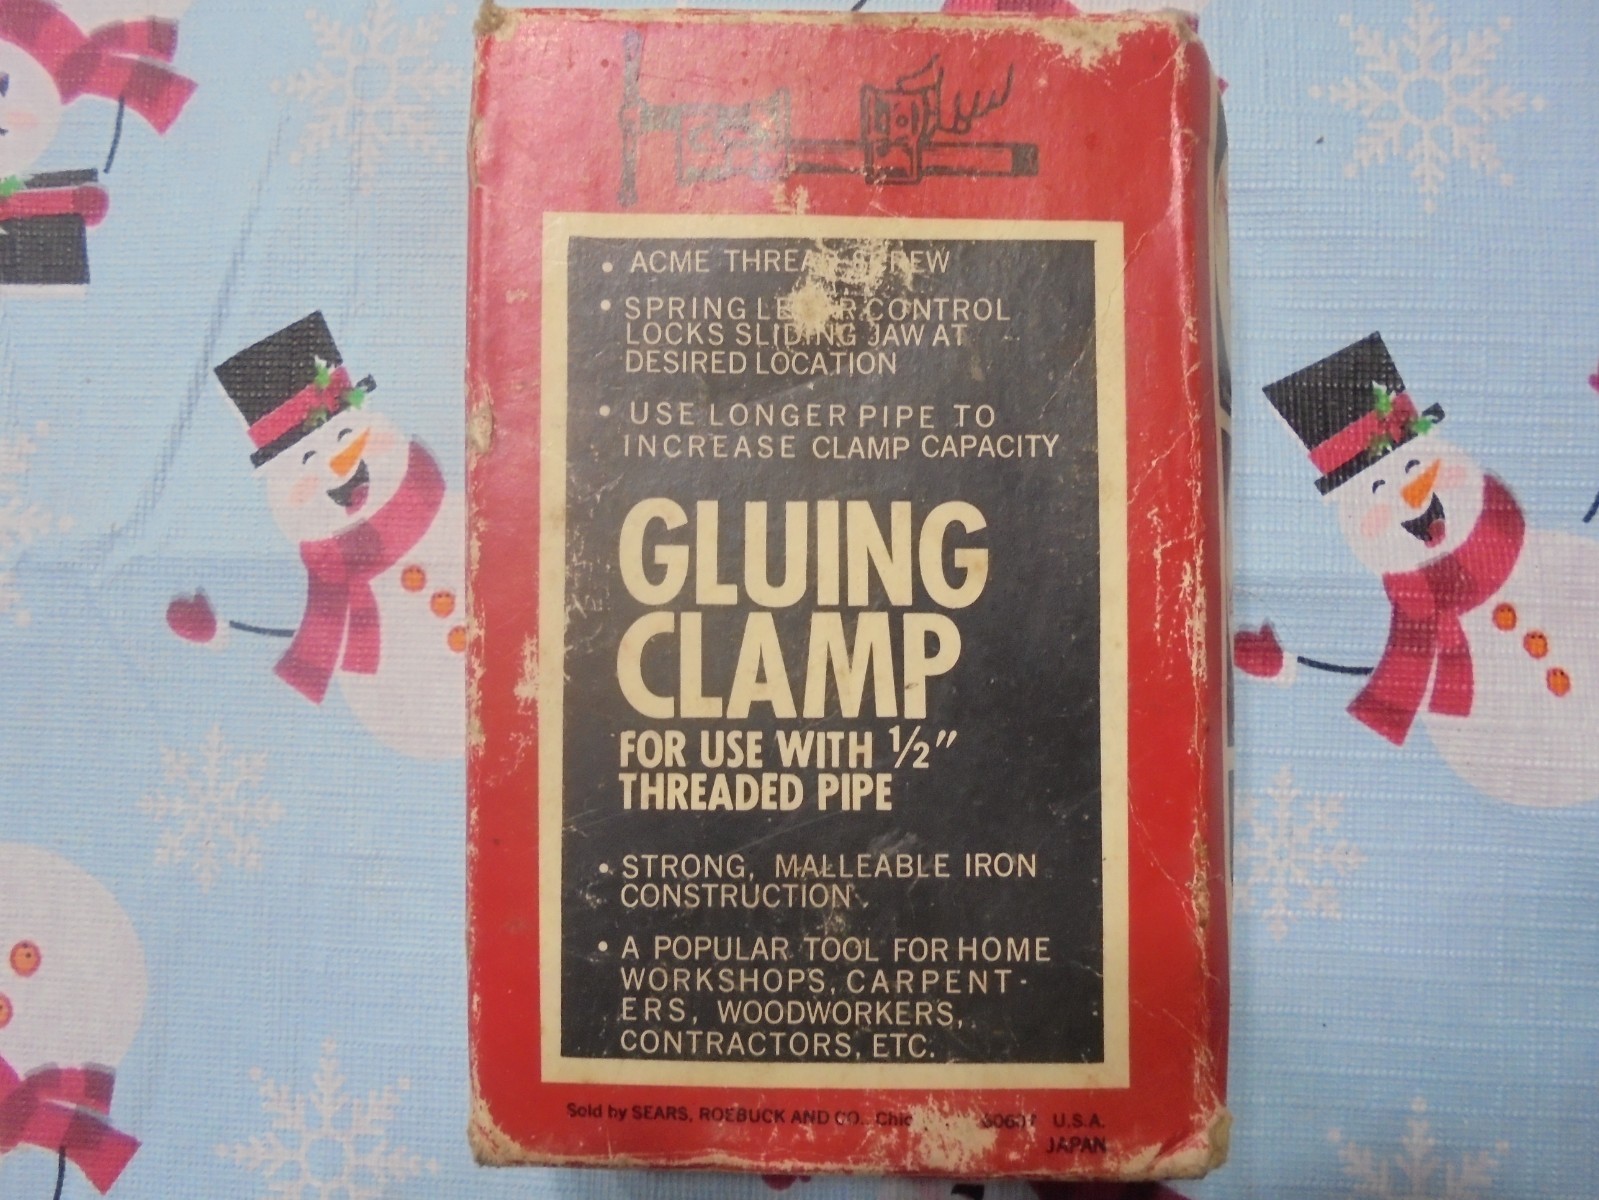 • ACME THREAD SCREW
• SPRING LEVER CONTROL
LOCKS SLIDING JAW AT
DESIRED LOCATION
• USE LONGER PIPE TO
INCREASE CLAMP CAPACITY
GLUING
CLAMP
FOR USE WITH 1/2"
THREADED PIPE
• STRONG, MALLEABLE IRON
CONSTRUCTION
• A POPULAR TOOL FOR HOME
WORKSHOPS, CARPENT-
ERS, WOODWORKERS,
CONTRACTORS, ETC.
Sold by SEARS, ROEBUCK AND CO., U.S.A.
JAPAN